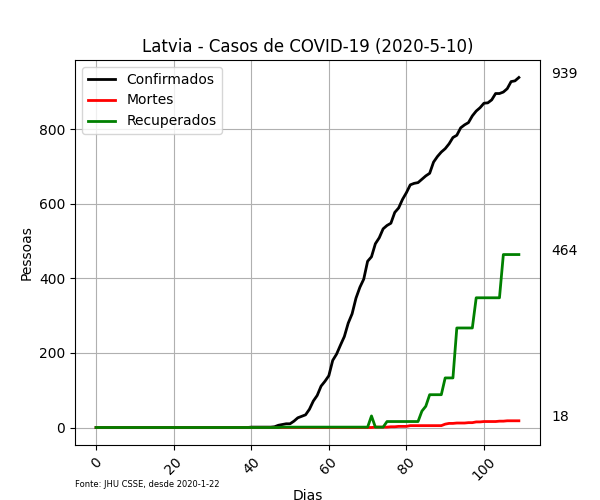 Latvia - Casos de COVID-19 (2020-5-10)
Confirmados
Mortes
Recuperados
939
464
18
Pessoas
800
600
400
200
0
0
20
40
60
80
100
Dias
Fonte: JHU CSSE, desde 2020-1-22